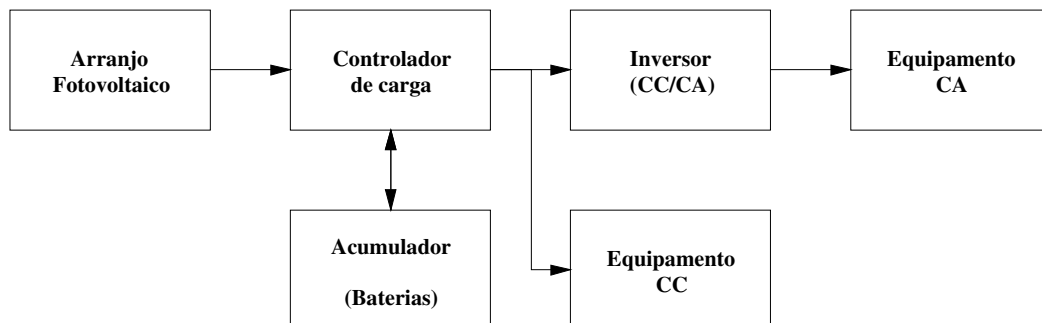 Arranjo
Fotovoltaico
Controlador
de carga
Inversor
(CC/CA)
Equipamento
CA
Acumulador
(Baterias)
Equipamento
CC